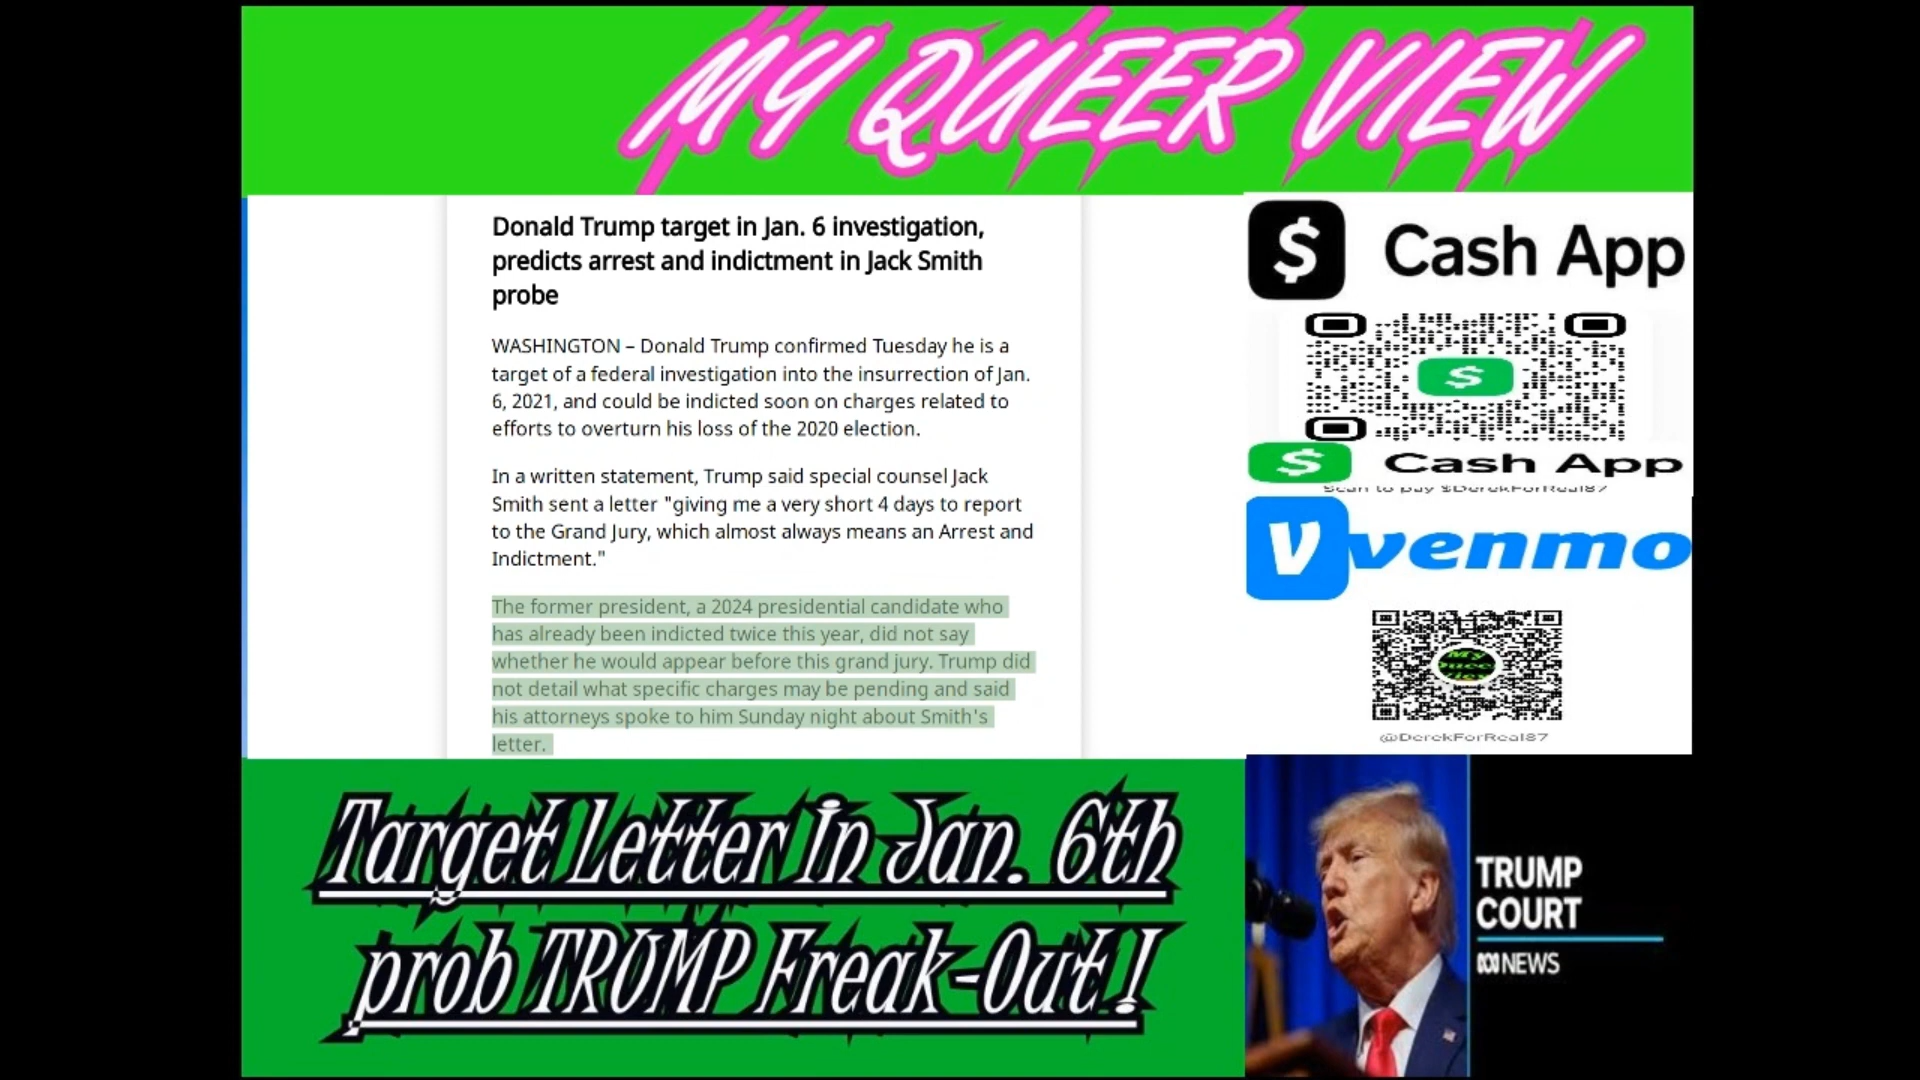 MY QUEER VIEW
Donald Trump target in Jan. 6 investigation,
predicts arrest and indictment in Jack Smith
probe
WASHINGTON – Donald Trump confirmed Tuesday he is a
target of a federal investigation into the insurrection of Jan.
6, 2021, and could be indicted soon on charges related to
efforts to overturn his loss of the 2020 election.
In a written statement, Trump said special counsel Jack
Smith sent a letter "giving me a very short 4 days to report
to the Grand Jury, which almost always means an Arrest and
Indictment."
The former president, a 2024 presidential candidate who
has already been indicted twice this year, did not say
whether he would appear before this grand jury. Trump did
not detail what specific charges may be pending and said
his attorneys spoke to him Sunday night about Smith's
letter.
$ Cash App
$
$ Cash App
Scan to pay $DerekForReal87
V venmo
My
Queer
View
@DerekForReal87
Target Letter In Jan. 6th
prob TRUMP Freak-Out!
TRUMP
COURT
NEWS